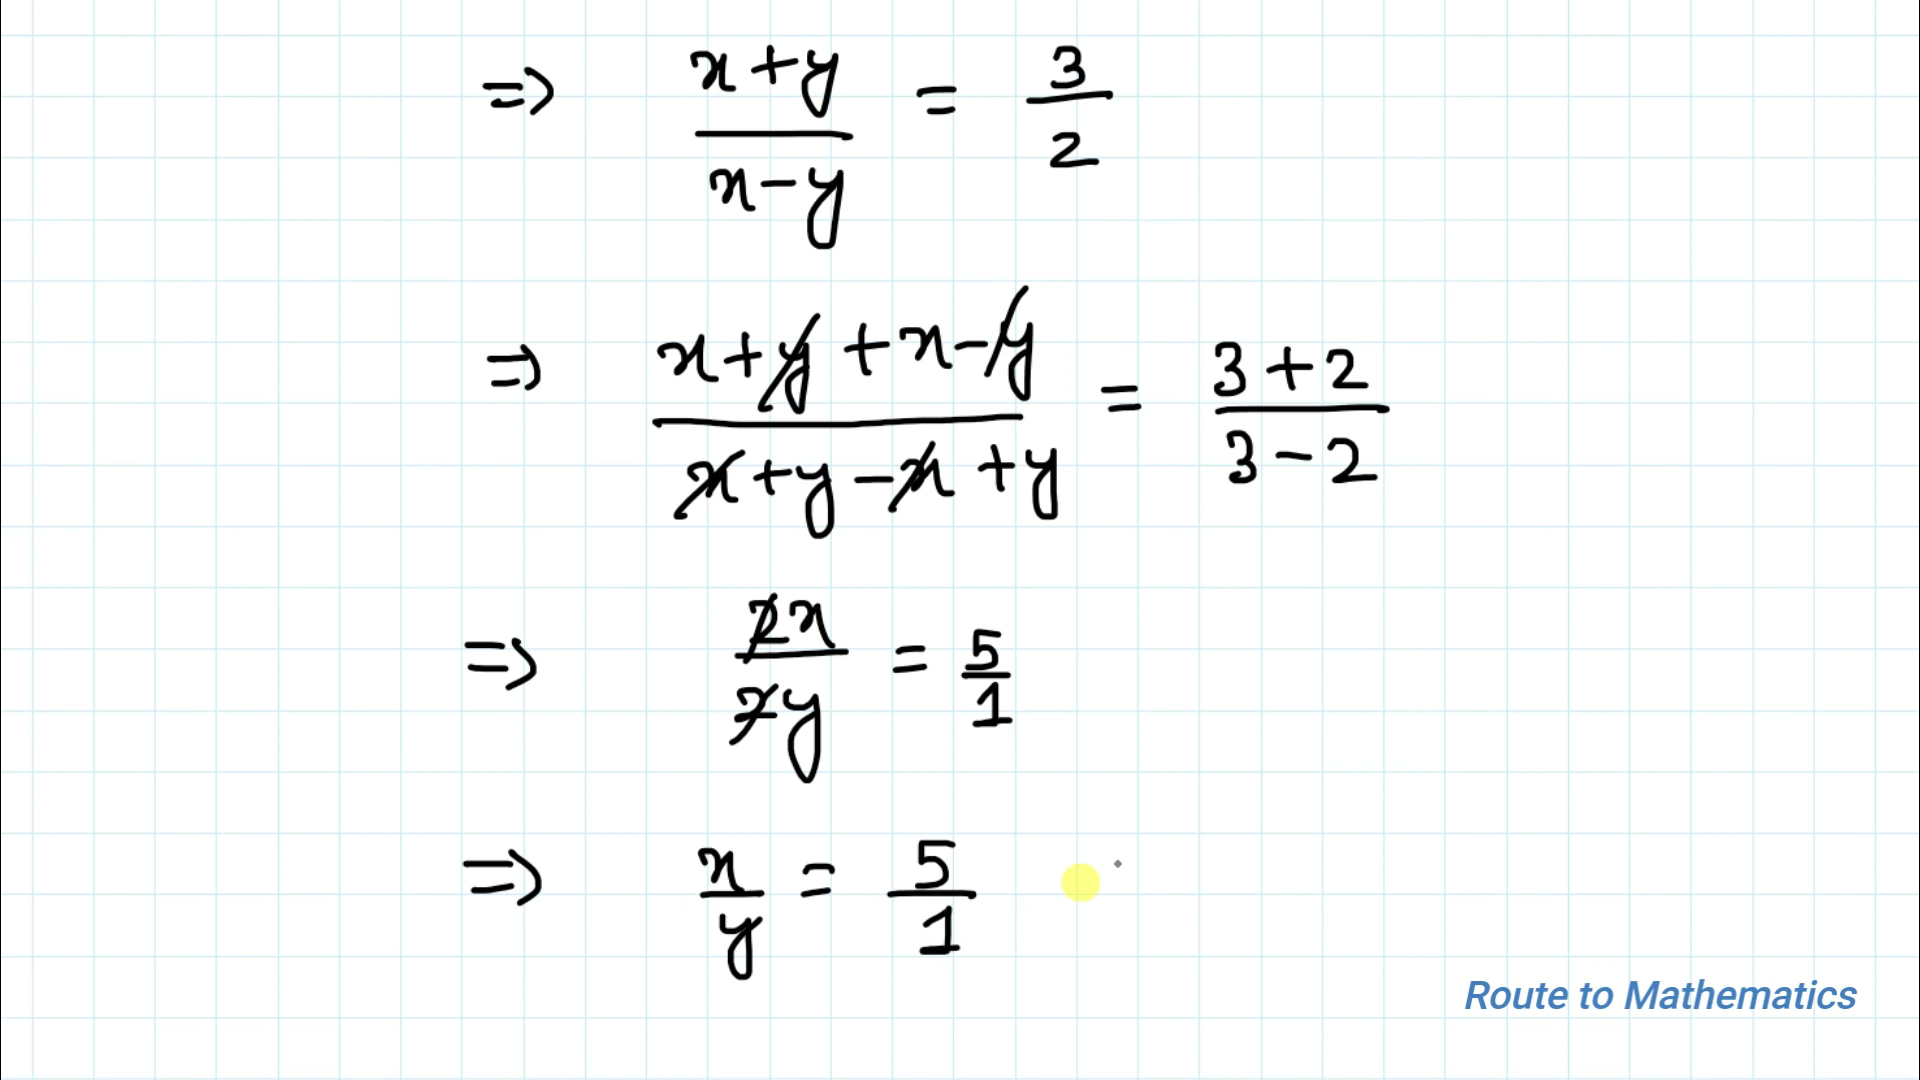 => x+y/x-y = 3/2
=> x+y+x-y/x+y-x+y = 3+2/3-2
=> 2x/2y = 5/1
=> x/y = 5/1
Route to Mathematics